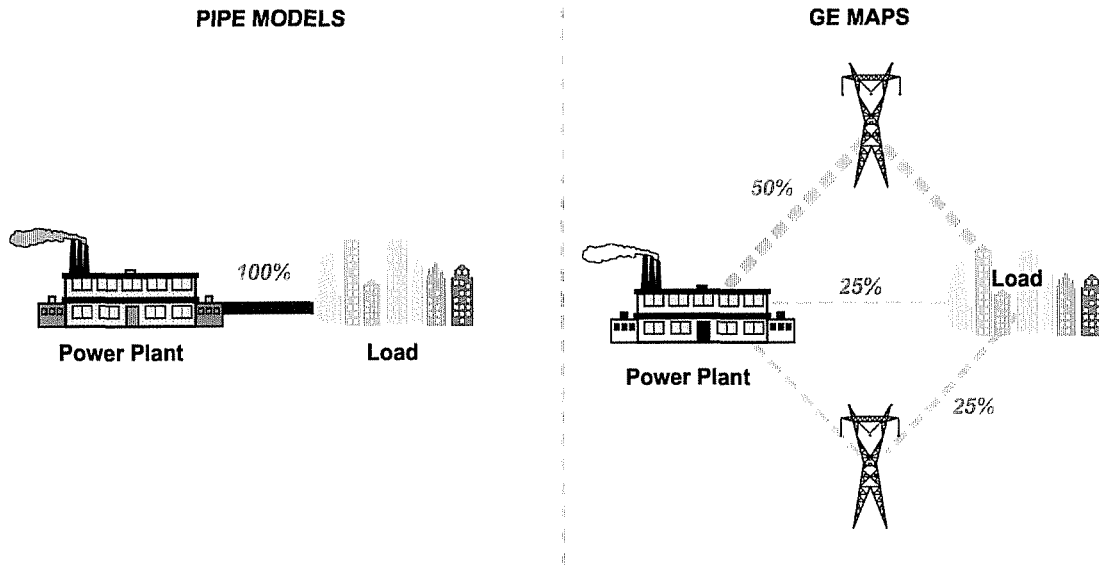 PIPE MODELS
100%
Power Plant
Load
GE MAPS
50%
25%
Load
Power Plant
25%